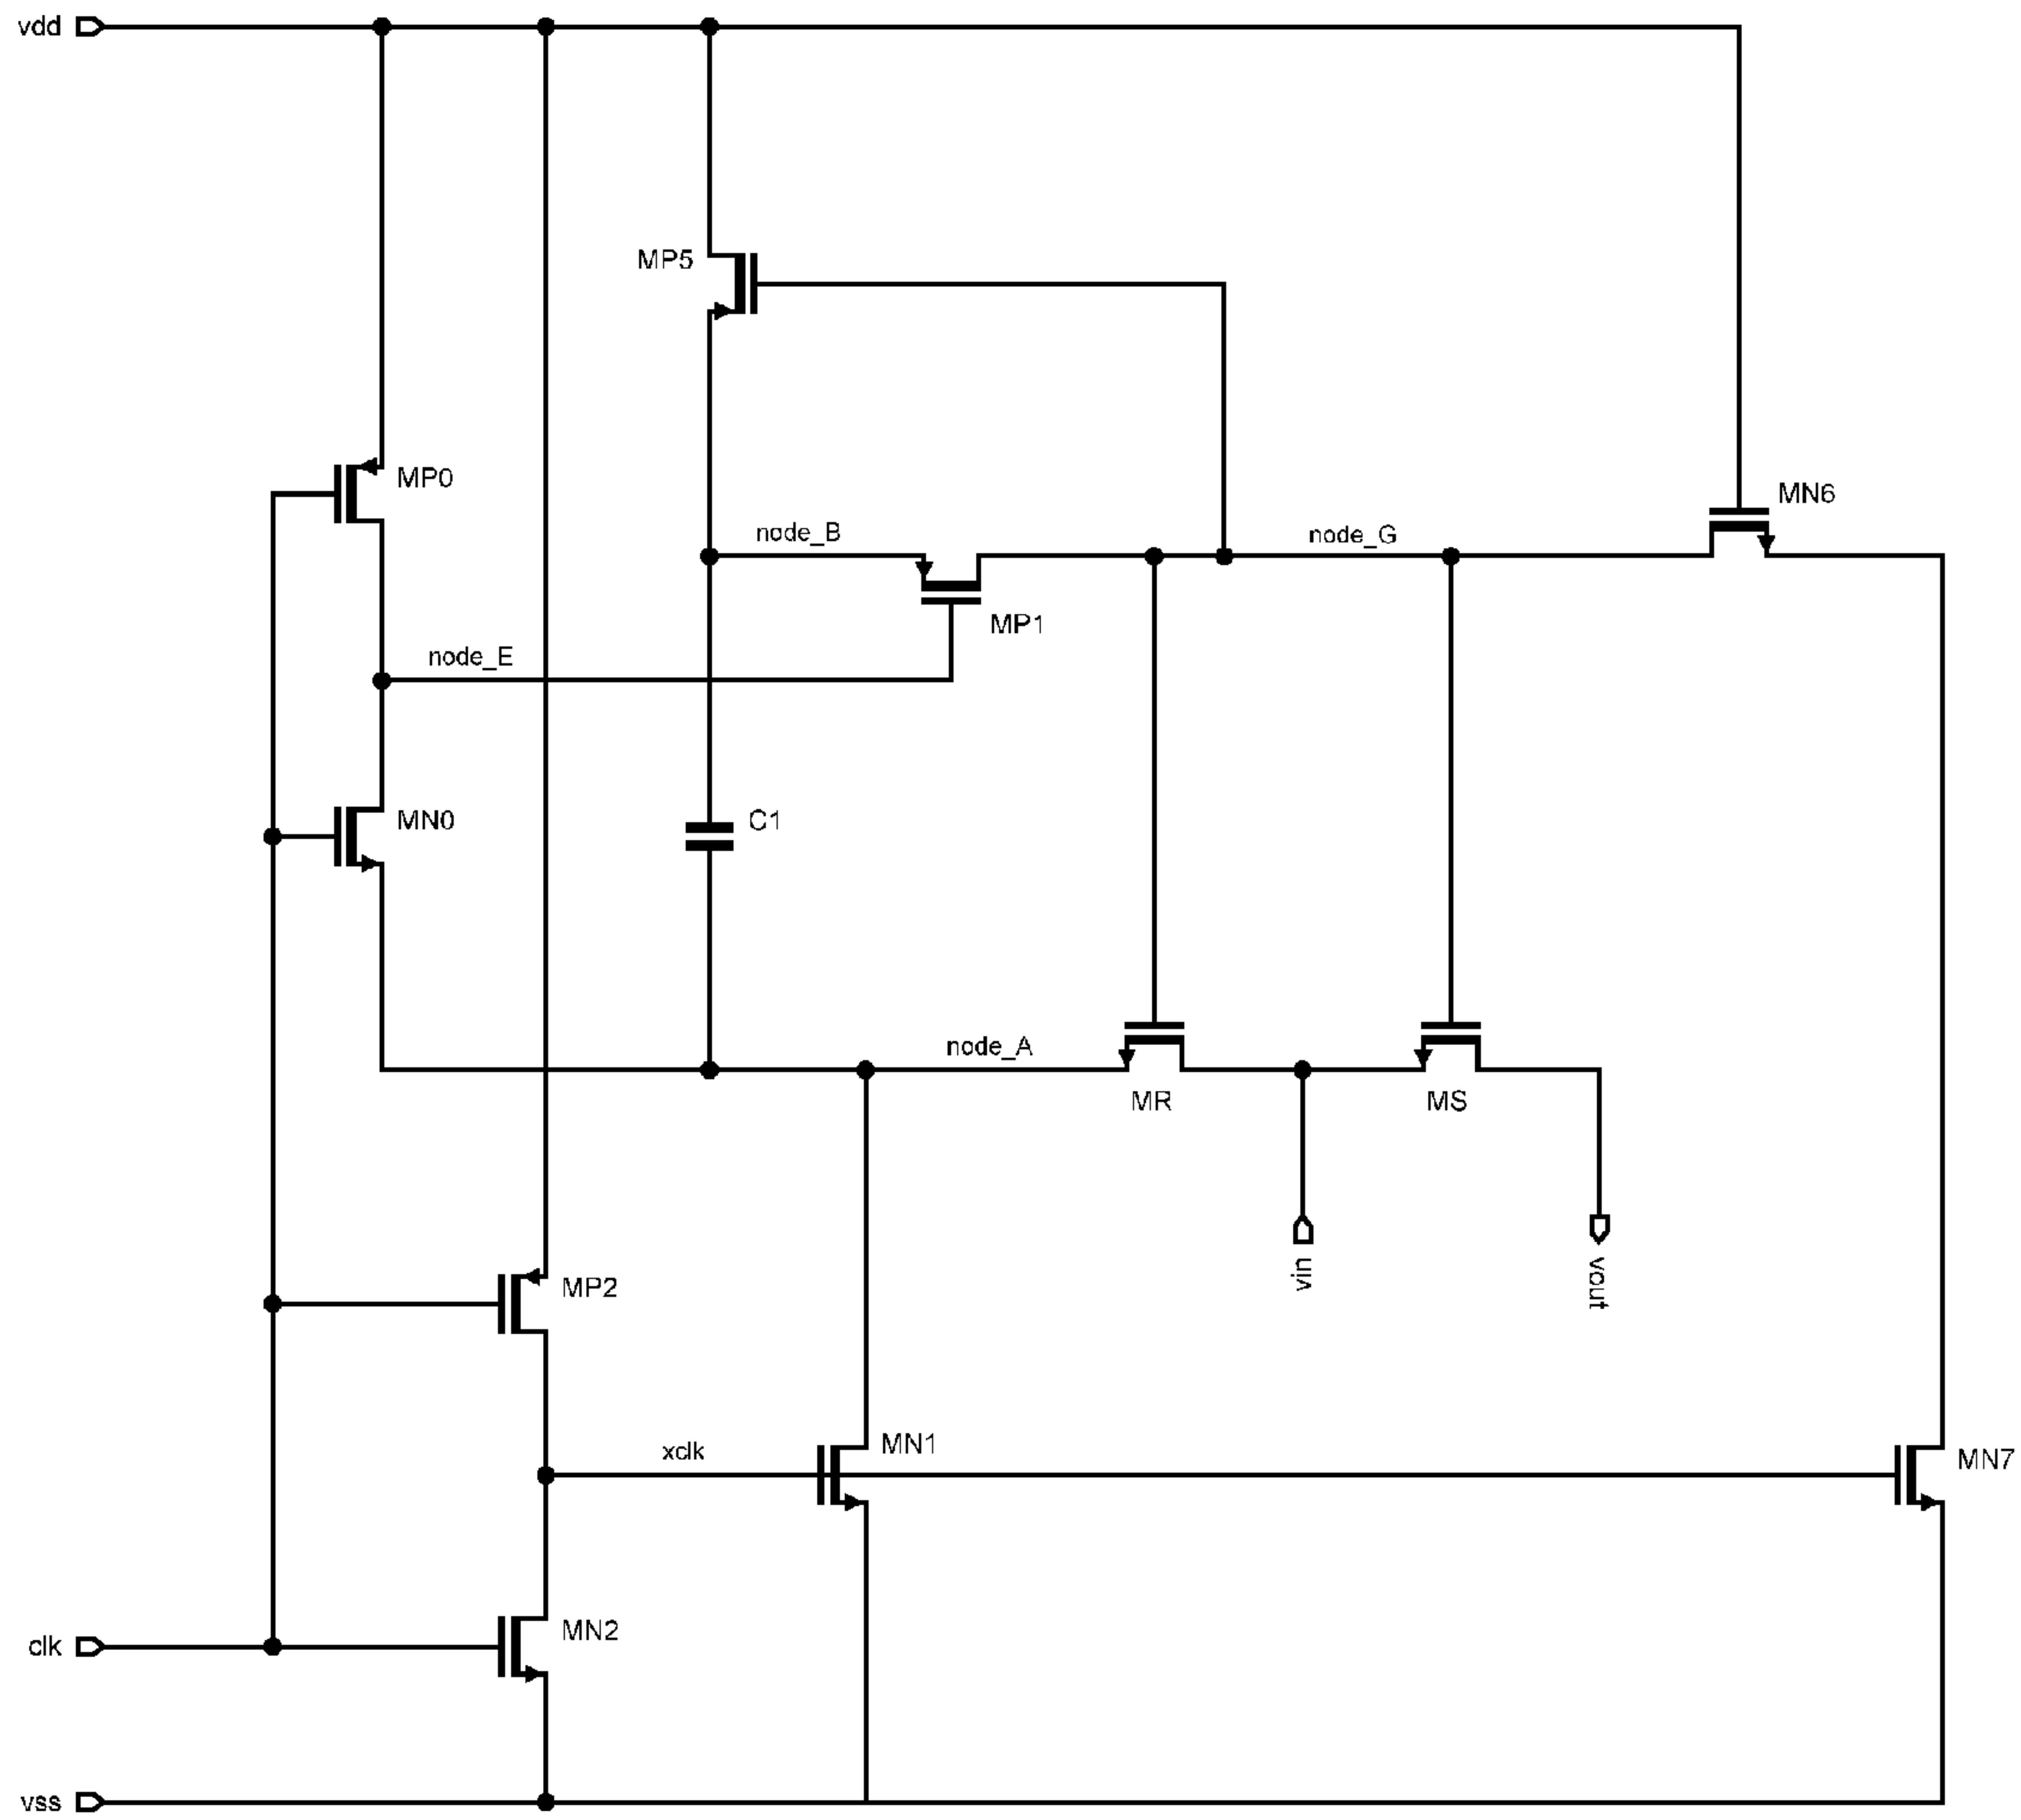 vdd
MP5
MP0
MN6
node_B
node_G
MP1
node_E
MN0
C1
node_A
MR
MS
vin
vout
MP2
MN1
xclk
MN7
MN2
clk
vss